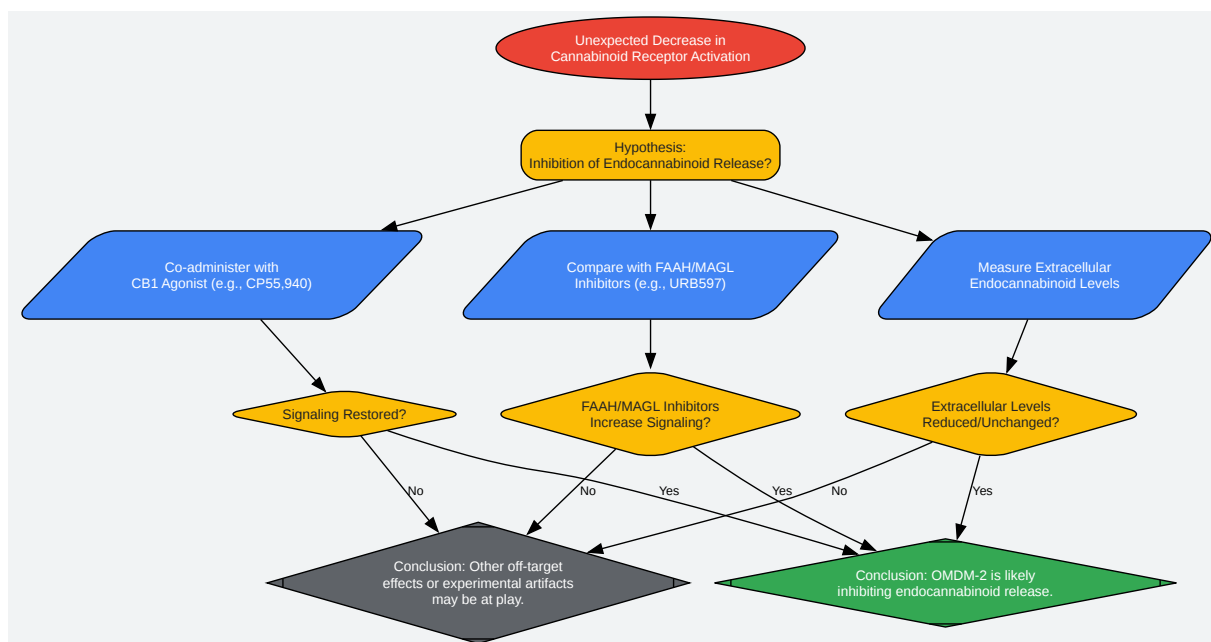 Unexpected Decrease in
Cannabinoid Receptor Activation
Hypothesis:
Inhibition of Endocannabinoid Release?
Co-administer with
CB1 Agonist (e.g., CP55,940)
Compare with FAAH/MAGL
Inhibitors (e.g., URB597)
Measure Extracellular
Endocannabinoid Levels
Signaling Restored?
FAAH/MAGL Inhibitors
Increase Signaling?
Extracellular Levels
Reduced/Unchanged?
No
Yes
No
Yes
No
Yes
Conclusion: Other off-target
effects or experimental artifacts
may be at play.
Conclusion: OMDM-2 is likely
inhibiting endocannabinoid release.